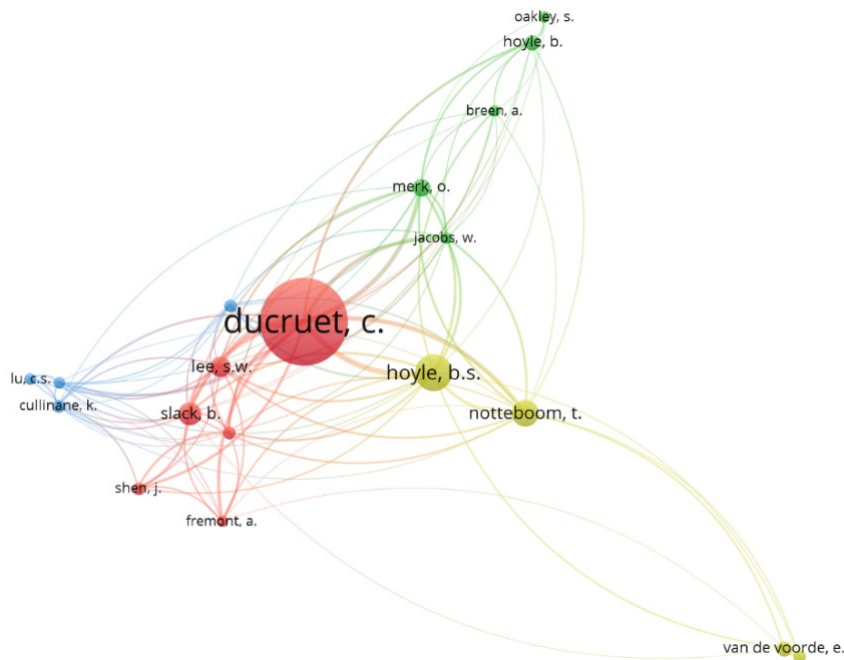 oakley, s.
hoyle, b.
breen, a.
merk, o.
jacobs, w.
ducruet, c.
lee, s.w.
hoyle, b.s.
lu, c.s.
cullinane, k.
slack, b.
notteboom, t.
shen, j.
fremont, a.
van de voorde, e.